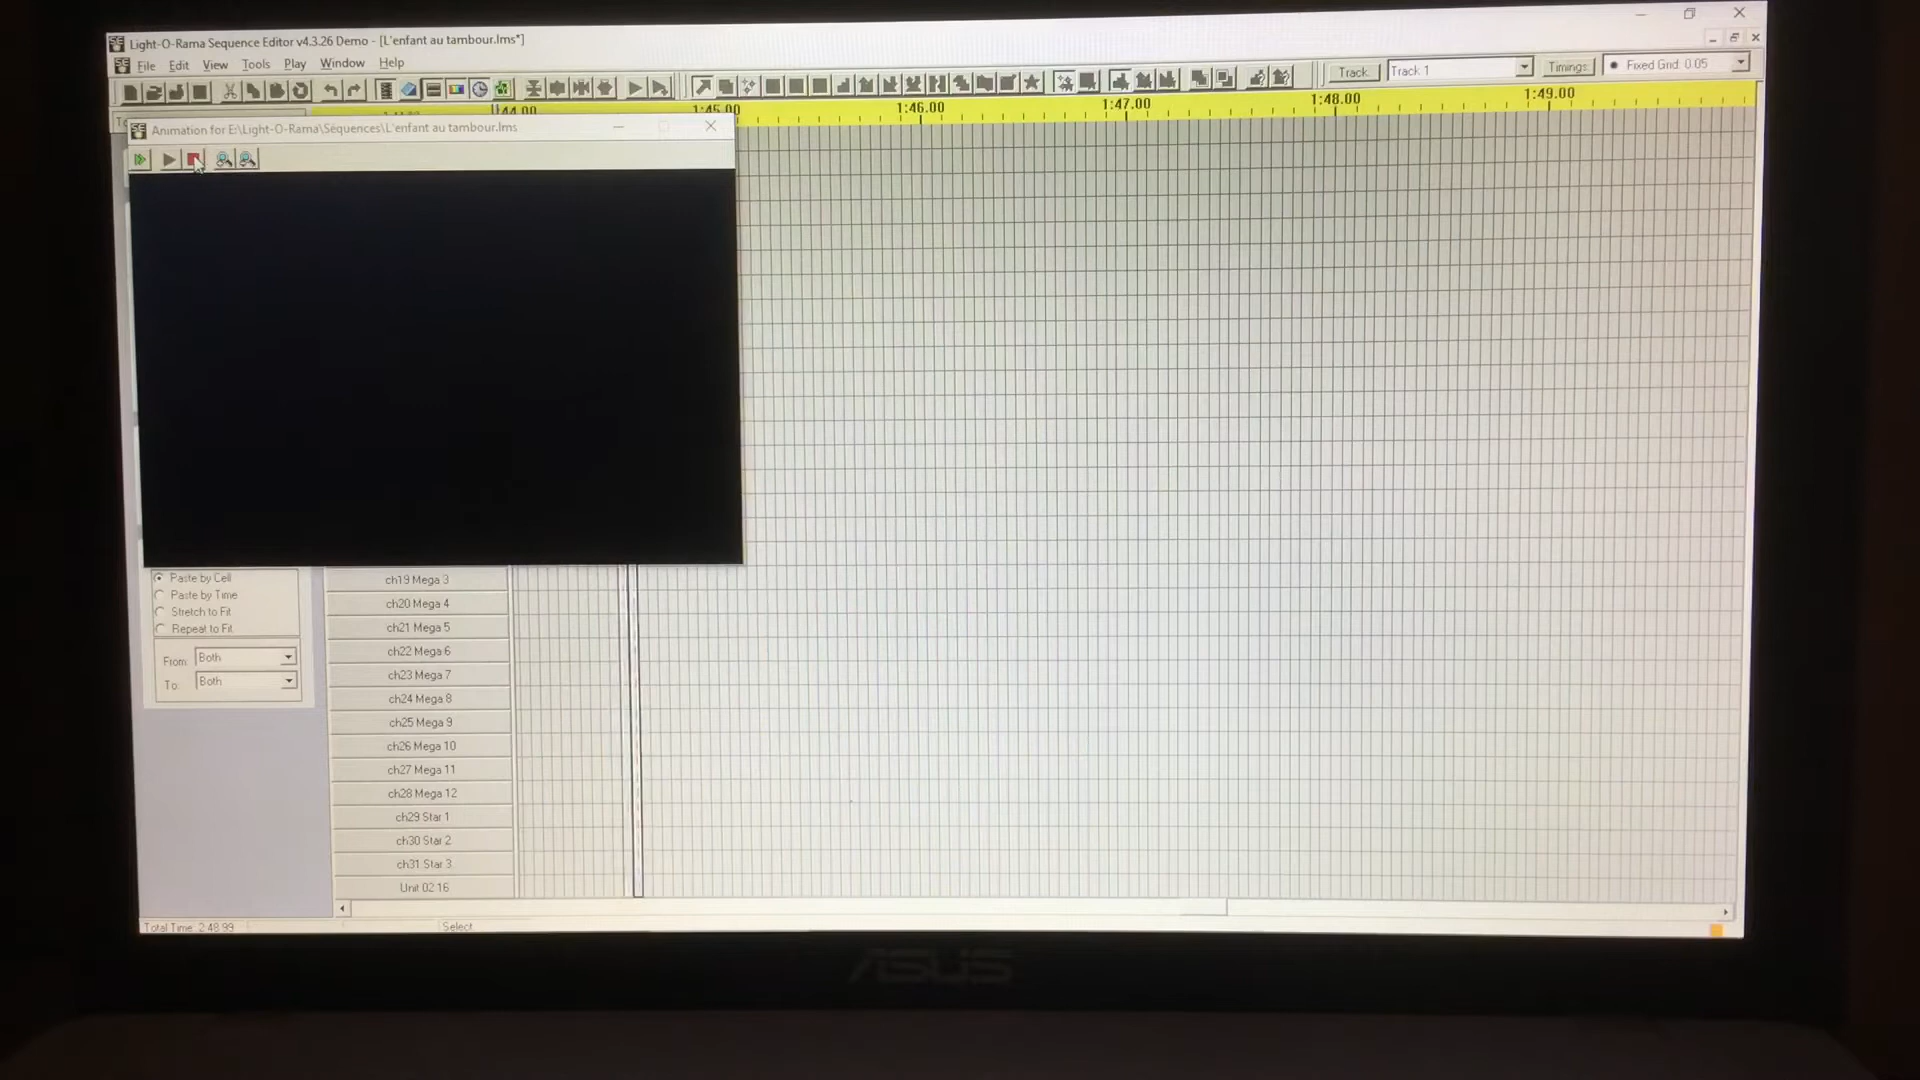 Light-O-Rama Sequence Editor v4.3.26 Demo - [L'enfant au tambour.lms*]
File Edit View Tools Play Window Help
Track Track 1 Timings: Fixed Grid: 0.05
1:45.00 1:46.00 1:47.00 1:48.00 1:49.00
Animation for E:\Light-O-Rama\Sequences\L'enfant au tambour.lms
Paste by Cell
Paste by Time
Stretch to Fit
Repeat to Fit
From: Both
To: Both
ch19 Mega 3
ch20 Mega 4
ch21 Mega 5
ch22 Mega 6
ch23 Mega 7
ch24 Mega 8
ch25 Mega 9
ch26 Mega 10
ch27 Mega 11
ch28 Mega 12
ch29 Star 1
ch30 Star 2
ch31 Star 3
Unit 02 16
Total Time: 2:48.99 Select
ASUS